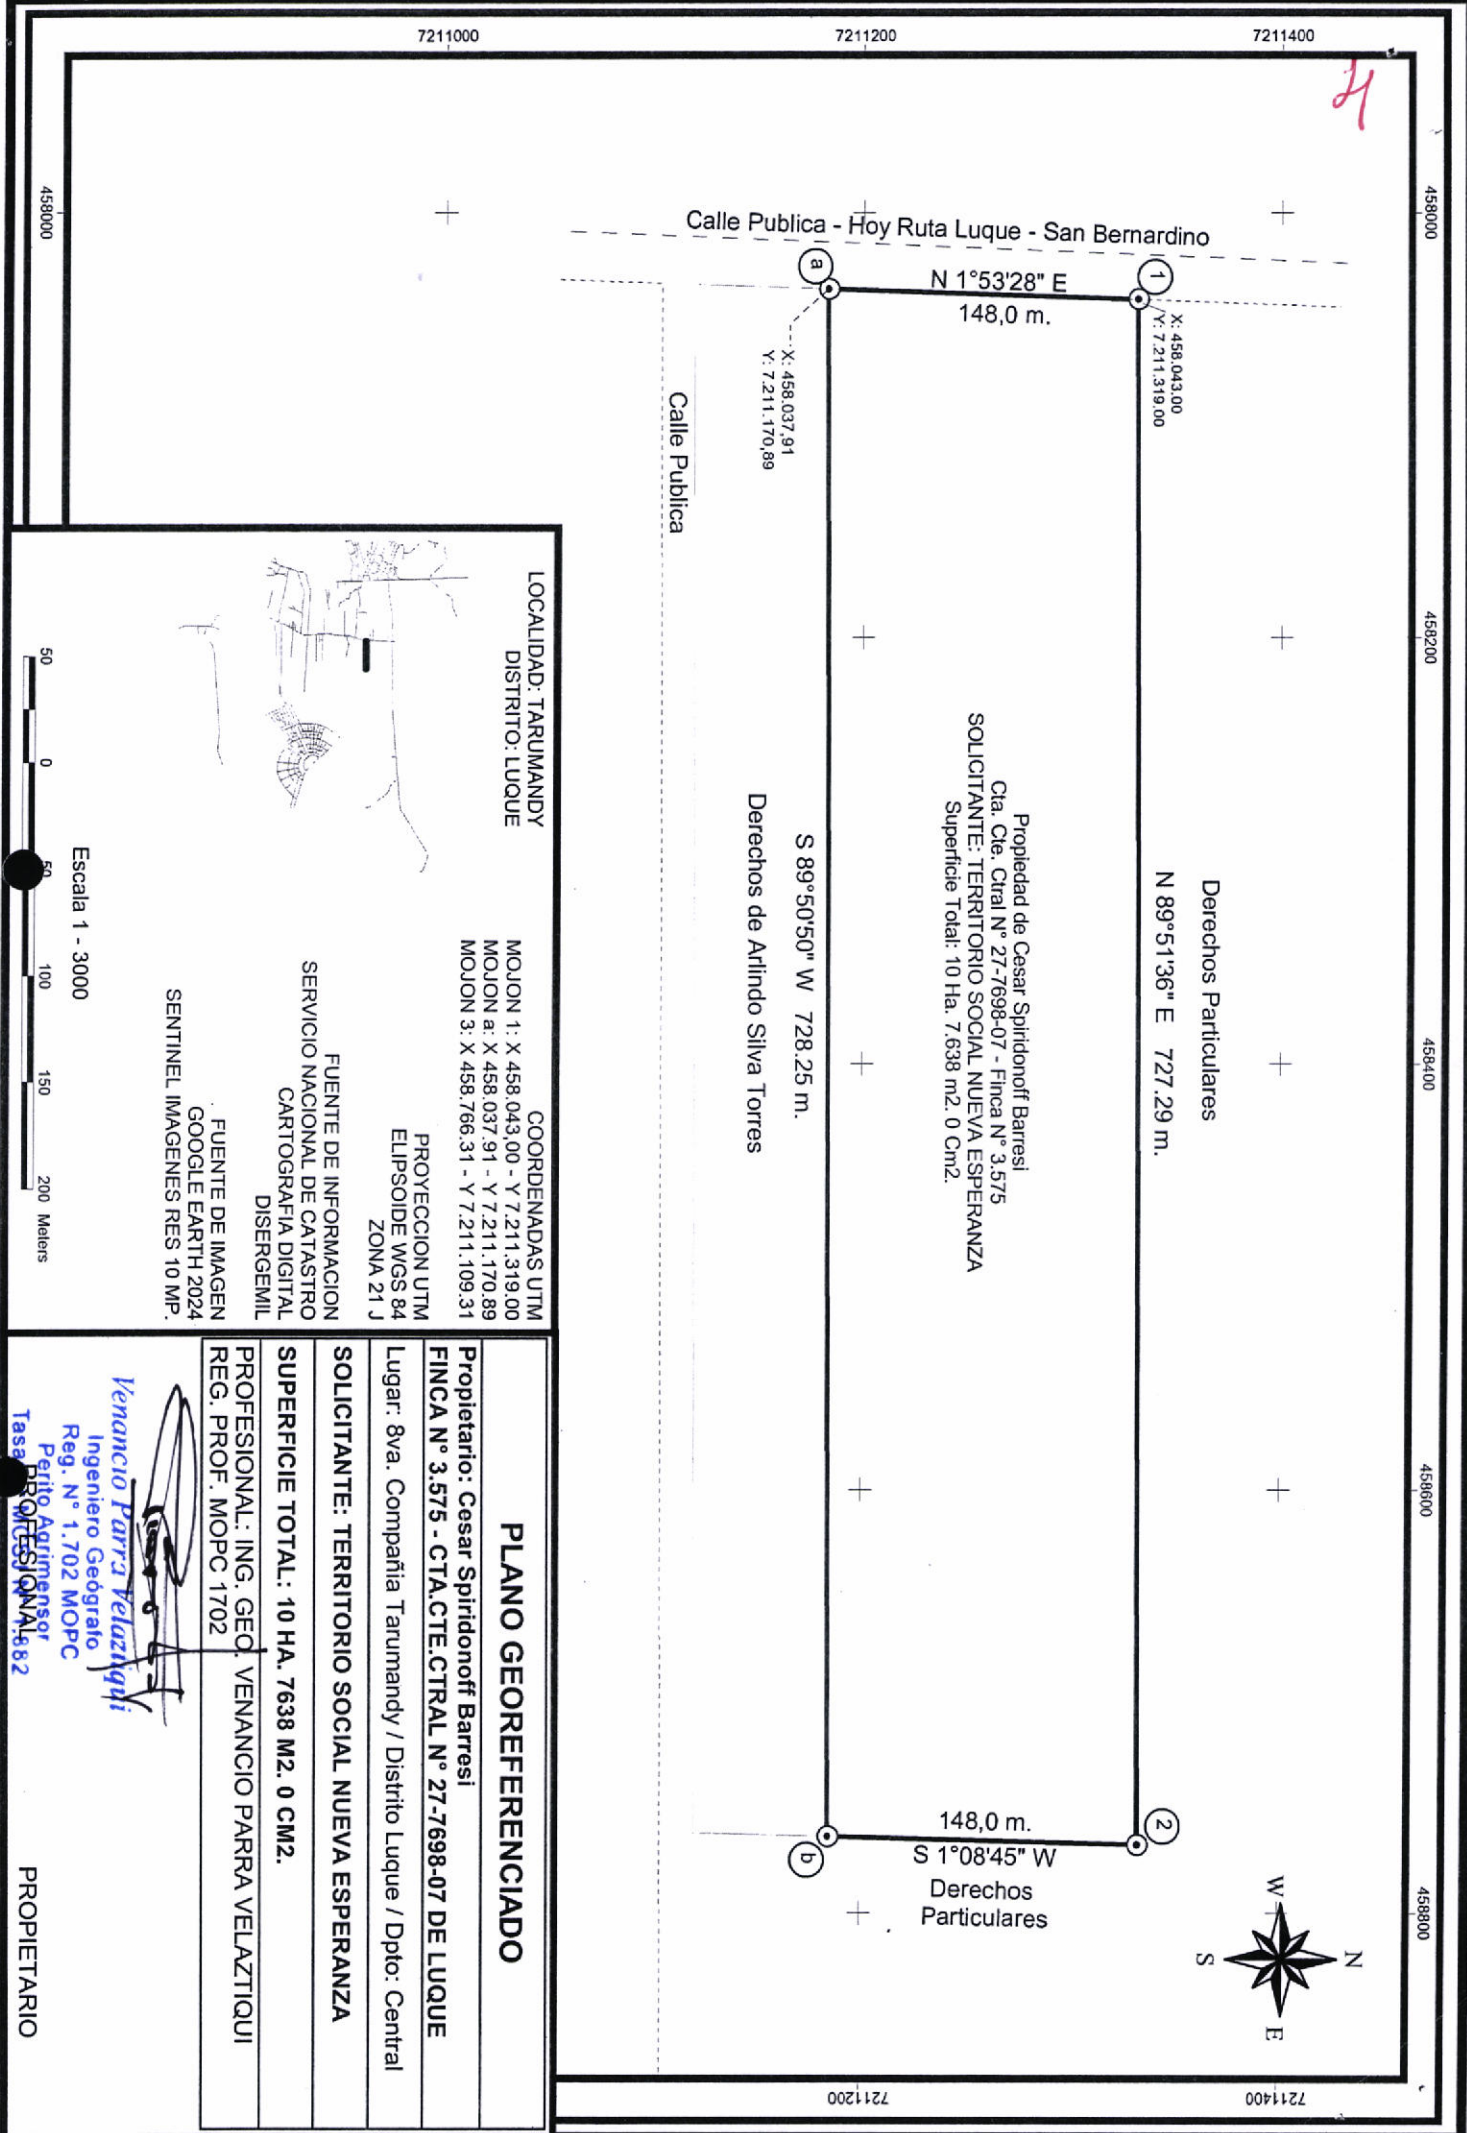 7211000
7211200
7211400
4
458000
458200
458400
458600
458800
458000
7211200
7211400
Calle Publica - Hoy Ruta Luque - San Bernardino
a
1
N 1°53'28" E
148,0 m.
X: 458.043.00
Y: 7.211.319.00
X: 458.037,91
Y: 7.211.170,89
Calle Publica
Derechos Particulares
N 89°51'36" E 727.29 m.
Propiedad de Cesar Spiridonoff Barresi
Cta. Cte. Ctral N° 27-7698-07 - Finca N° 3.575
SOLICITANTE: TERRITORIO SOCIAL NUEVA ESPERANZA
Superficie Total: 10 Ha. 7.638 m2. 0 Cm2.
S 89°50'50" W 728.25 m.
Derechos de Arlindo Silva Torres
2
b
148,0 m.
S 1°08'45" W
Derechos
Particulares
N
W
E
S
LOCALIDAD: TARUMANDY
DISTRITO: LUQUE
COORDENADAS UTM
MOJON 1: X 458.043,00 - Y 7.211.319.00
MOJON a: X 458.037.91 - Y 7.211.170.89
MOJON 3: X 458.766.31 - Y 7.211.109.31
PROYECCION UTM
ELIPSOIDE WGS 84
ZONA 21 J
FUENTE DE INFORMACION
SERVICIO NACIONAL DE CATASTRO
CARTOGRAFIA DIGITAL
DISERGEMIL
FUENTE DE IMAGEN
GOOGLE EARTH 2024
SENTINEL IMAGENES RES 10 MP.
Escala 1 - 3000
50 0 50 100 150 200 Meters
PLANO GEOREFERENCIADO
Propietario: Cesar Spiridonoff Barresi
FINCA N° 3.575 - CTA.CTE.CTRAL N° 27-7698-07 DE LUQUE
Lugar: 8va. Compañia Tarumandy / Distrito Luque / Dpto: Central
SOLICITANTE: TERRITORIO SOCIAL NUEVA ESPERANZA
SUPERFICIE TOTAL: 10 HA. 7638 M2. 0 CM2.
PROFESIONAL: ING. GEO. VENANCIO PARRA VELAZTIQUI
REG. PROF. MOPC 1702
Venancio Parra Velaztiqui
Ingeniero Geógrafo
Reg. N° 1.702 MOPC
Perito Agrimensor
PROFESIONAL
PROPIETARIO